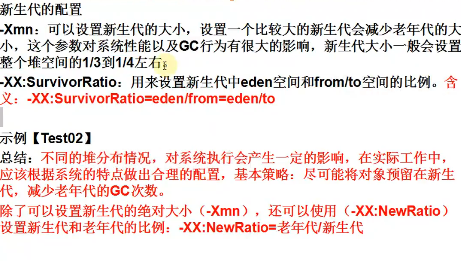 新生代的配置
-Xmn：可以设置新生代的大小，设置一个比较大的新生代会减少老年代的大
小，这个参数对系统性能以及GC行为有很大的影响，新生代大小一般会设置
整个堆空间的1/3到1/4左右。
-XX:SurvivorRatio：用来设置新生代中eden空间和from/to空间的比例。含
义：-XX:SurvivorRatio=eden/from=eden/to
示例【Test02】
总结：不同的堆分布情况，对系统执行会产生一定的影响，在实际工作中，
应该根据系统的特点做出合理的配置，基本策略：尽可能将对象预留在新生
代，减少老年代的GC次数。
除了可以设置新生代的绝对大小（-Xmn），还可以使用（-XX:NewRatio）
设置新生代和老年代的比例：-XX:NewRatio=老年代/新生代